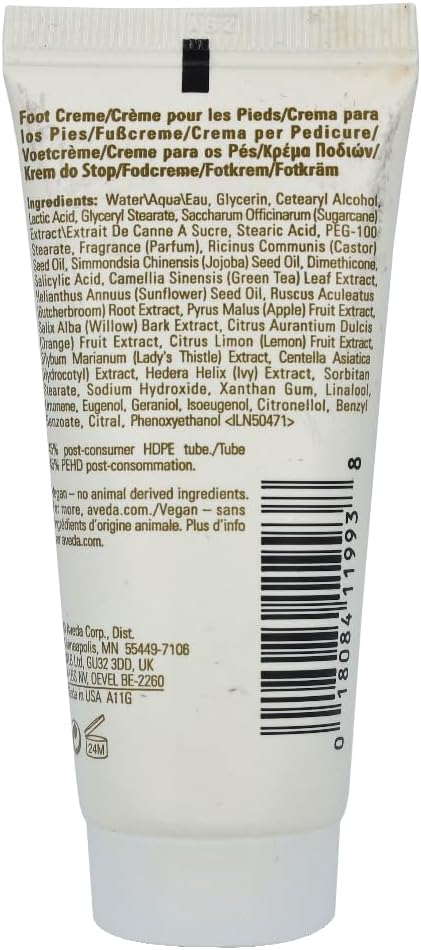 Foot Creme/Crème pour les Pieds/Crema para
los Pies/Fußcreme/Crema per Pedicure/
Voetcrème/Creme para os Pés/Κρέμα Ποδιών/
Krem do Stop/Fodcreme/Fotkrem/Fotkräm
Ingredients: Water\Aqua\Eau, Glycerin, Cetearyl Alcohol,
Lactic Acid, Glyceryl Stearate, Saccharum Officinarum (Sugarcane)
Extract\Extrait De Canne A Sucre, Stearic Acid, PEG-100
Stearate, Fragrance (Parfum), Ricinus Communis (Castor)
Seed Oil, Simmondsia Chinensis (Jojoba) Seed Oil, Dimethicone,
Salicylic Acid, Camellia Sinensis (Green Tea) Leaf Extract,
Helianthus Annuus (Sunflower) Seed Oil, Ruscus Aculeatus
(Butcherbroom) Root Extract, Pyrus Malus (Apple) Fruit Extract,
Salix Alba (Willow) Bark Extract, Citrus Aurantium Dulcis
(Orange) Fruit Extract, Citrus Limon (Lemon) Fruit Extract,
Silybum Marianum (Lady's Thistle) Extract, Centella Asiatica
(Hydrocotyl) Extract, Hedera Helix (Ivy) Extract, Sorbitan
Stearate, Sodium Hydroxide, Xanthan Gum, Linalool,
Limonene, Eugenol, Geraniol, Isoeugenol, Citronellol, Benzyl
Benzoate, Citral, Phenoxyethanol <ILN50471>
post-consumer HDPE tube./Tube
PEHD post-consommation.
Vegan – no animal derived ingredients.
For more, aveda.com./Vegan – sans
ingrédients d'origine animale. Plus d'info
aveda.com.
Aveda Corp., Dist.
Minneapolis, MN 55449-7106
Ltd, GU32 3DD, UK
NV, OEVEL BE-2260
Made in USA A11G
24M
0 18084 11993 8